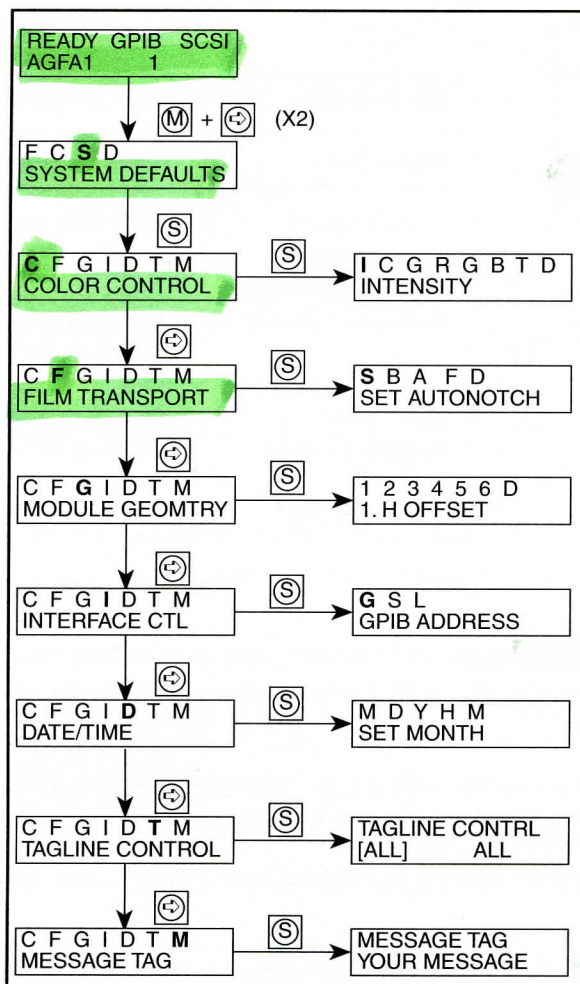 READY GPIB SCSI
AGFA1 1
M + (X2)
F C S D
SYSTEM DEFAULTS
S
C F G I D T M
COLOR CONTROL
S
I C G R G B T D
INTENSITY
C F G I D T M
FILM TRANSPORT
S
S B A F D
SET AUTONOTCH
C F G I D T M
MODULE GEOMTRY
S
1 2 3 4 5 6 D
1. H OFFSET
C F G I D T M
INTERFACE CTL
S
G S L
GPIB ADDRESS
C F G I D T M
DATE/TIME
S
M D Y H M
SET MONTH
C F G I D T M
TAGLINE CONTROL
S
TAGLINE CONTRL
[ALL] ALL
C F G I D T M
MESSAGE TAG
S
MESSAGE TAG
YOUR MESSAGE